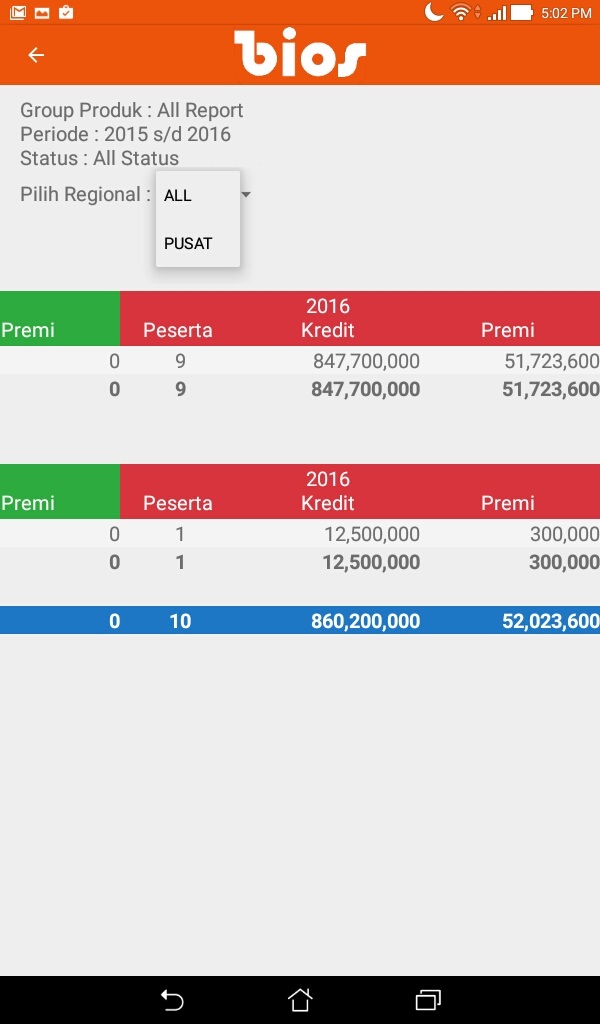 5:02 PM
bios
Group Produk : All Report
Periode : 2015 s/d 2016
Status : All Status
Pilih Regional : ALL
PUSAT
2016
Premi Peserta Kredit Premi
0 9 847,700,000 51,723,600
0 9 847,700,000 51,723,600
2016
Premi Peserta Kredit Premi
0 1 12,500,000 300,000
0 1 12,500,000 300,000
0 10 860,200,000 52,023,600